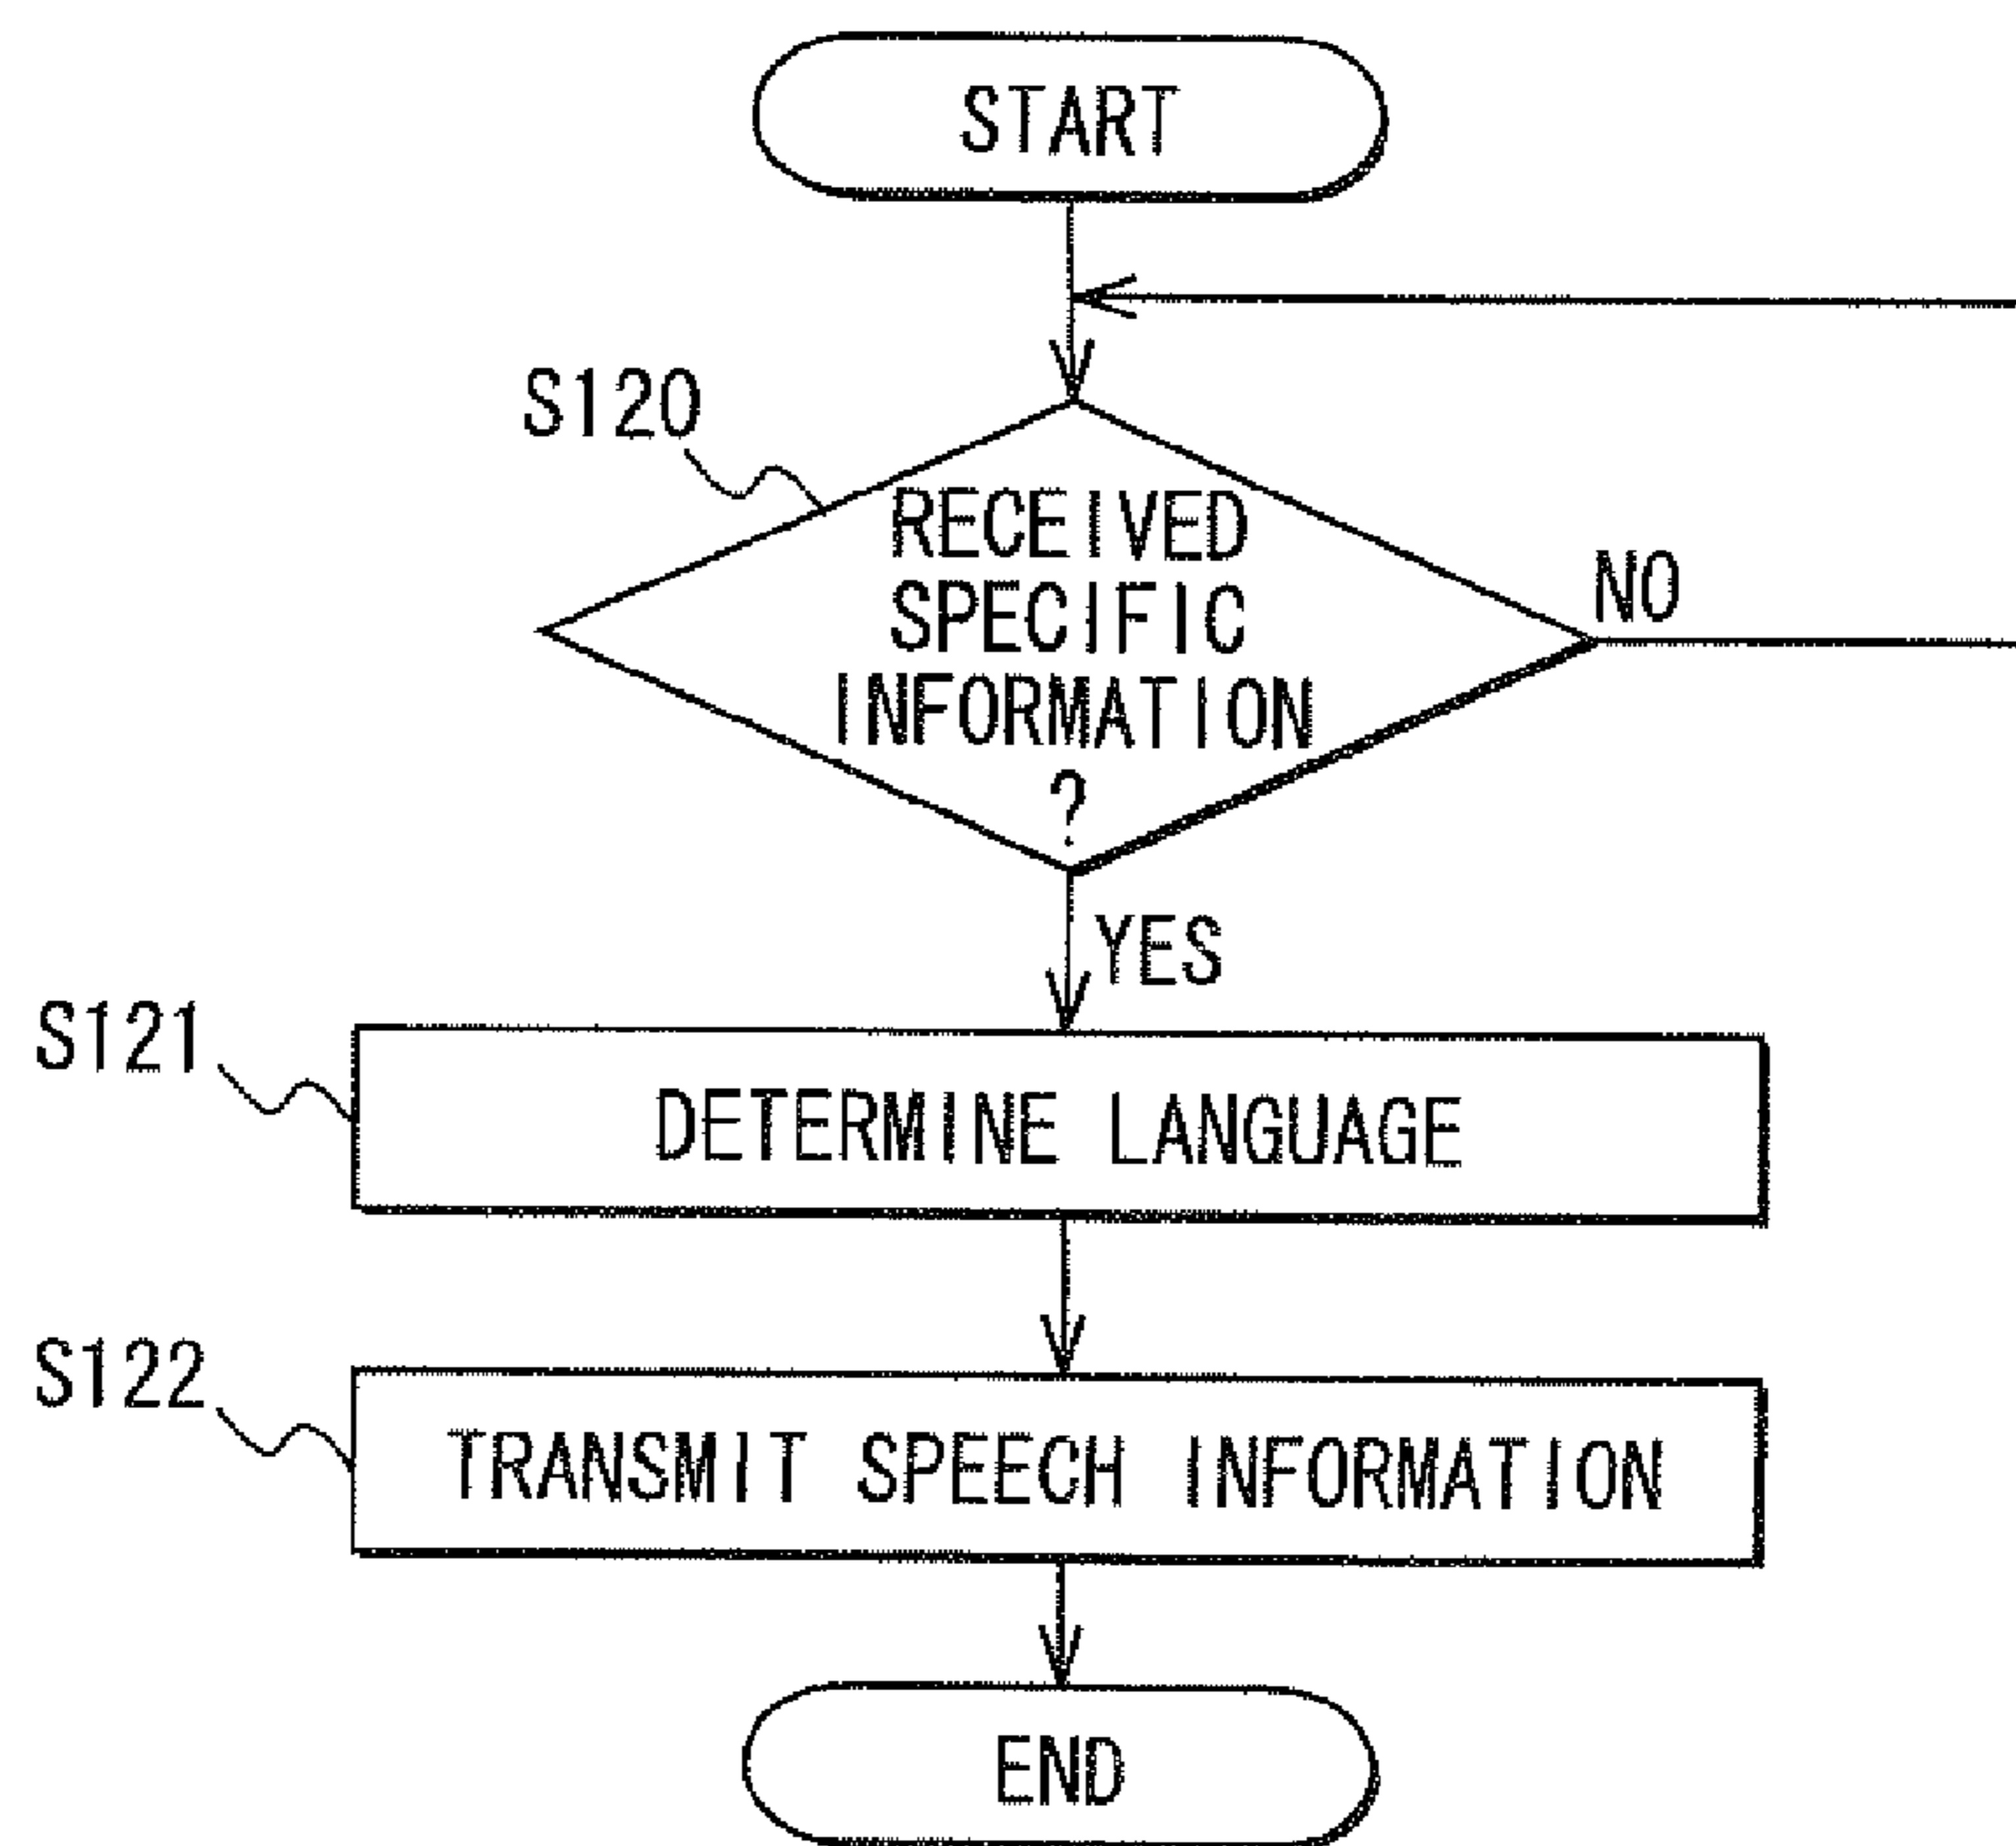 START
S120
RECEIVED
SPECIFIC
INFORMATION
?
NO
YES
S121
DETERMINE LANGUAGE
S122
TRANSMIT SPEECH INFORMATION
END